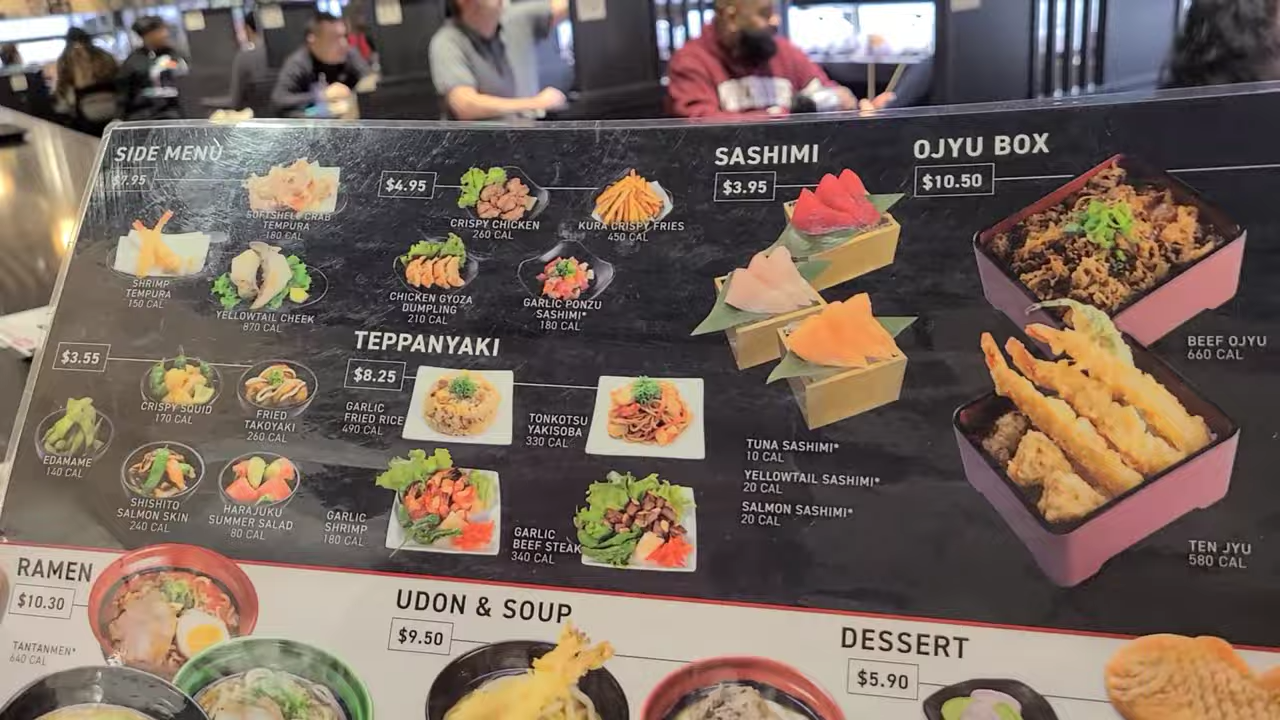 SIDE MENU
$7.95
SOFTSHELL CRAB
TEMPURA
180 CAL
SHRIMP
TEMPURA
150 CAL
YELLOWTAIL CHEEK
870 CAL
$4.95
CRISPY CHICKEN
260 CAL
KURA CRISPY FRIES
450 CAL
CHICKEN GYOZA
DUMPLING
210 CAL
GARLIC PONZU
SASHIMI*
180 CAL
$3.55
CRISPY SQUID
170 CAL
FRIED
TAKOYAKI
260 CAL
EDAMAME
140 CAL
SHISHITO
SALMON SKIN
240 CAL
HARAJUKU
SUMMER SALAD
80 CAL
TEPPANYAKI
$8.25
GARLIC
FRIED RICE
490 CAL
TONKOTSU
YAKISOBA
330 CAL
GARLIC
SHRIMP
180 CAL
GARLIC
BEEF STEAK
340 CAL
SASHIMI
$3.95
TUNA SASHIMI*
10 CAL
YELLOWTAIL SASHIMI*
20 CAL
SALMON SASHIMI*
20 CAL
OJYU BOX
$10.50
BEEF OJYU
660 CAL
TEN JYU
580 CAL
RAMEN
$10.30
TANTANMEN*
640 CAL
UDON & SOUP
$9.50
DESSERT
$5.90